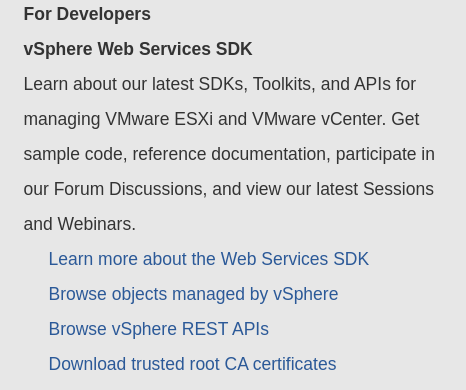 For Developers
vSphere Web Services SDK
Learn about our latest SDKs, Toolkits, and APIs for
managing VMware ESXi and VMware vCenter. Get
sample code, reference documentation, participate in
our Forum Discussions, and view our latest Sessions
and Webinars.
Learn more about the Web Services SDK
Browse objects managed by vSphere
Browse vSphere REST APIs
Download trusted root CA certificates